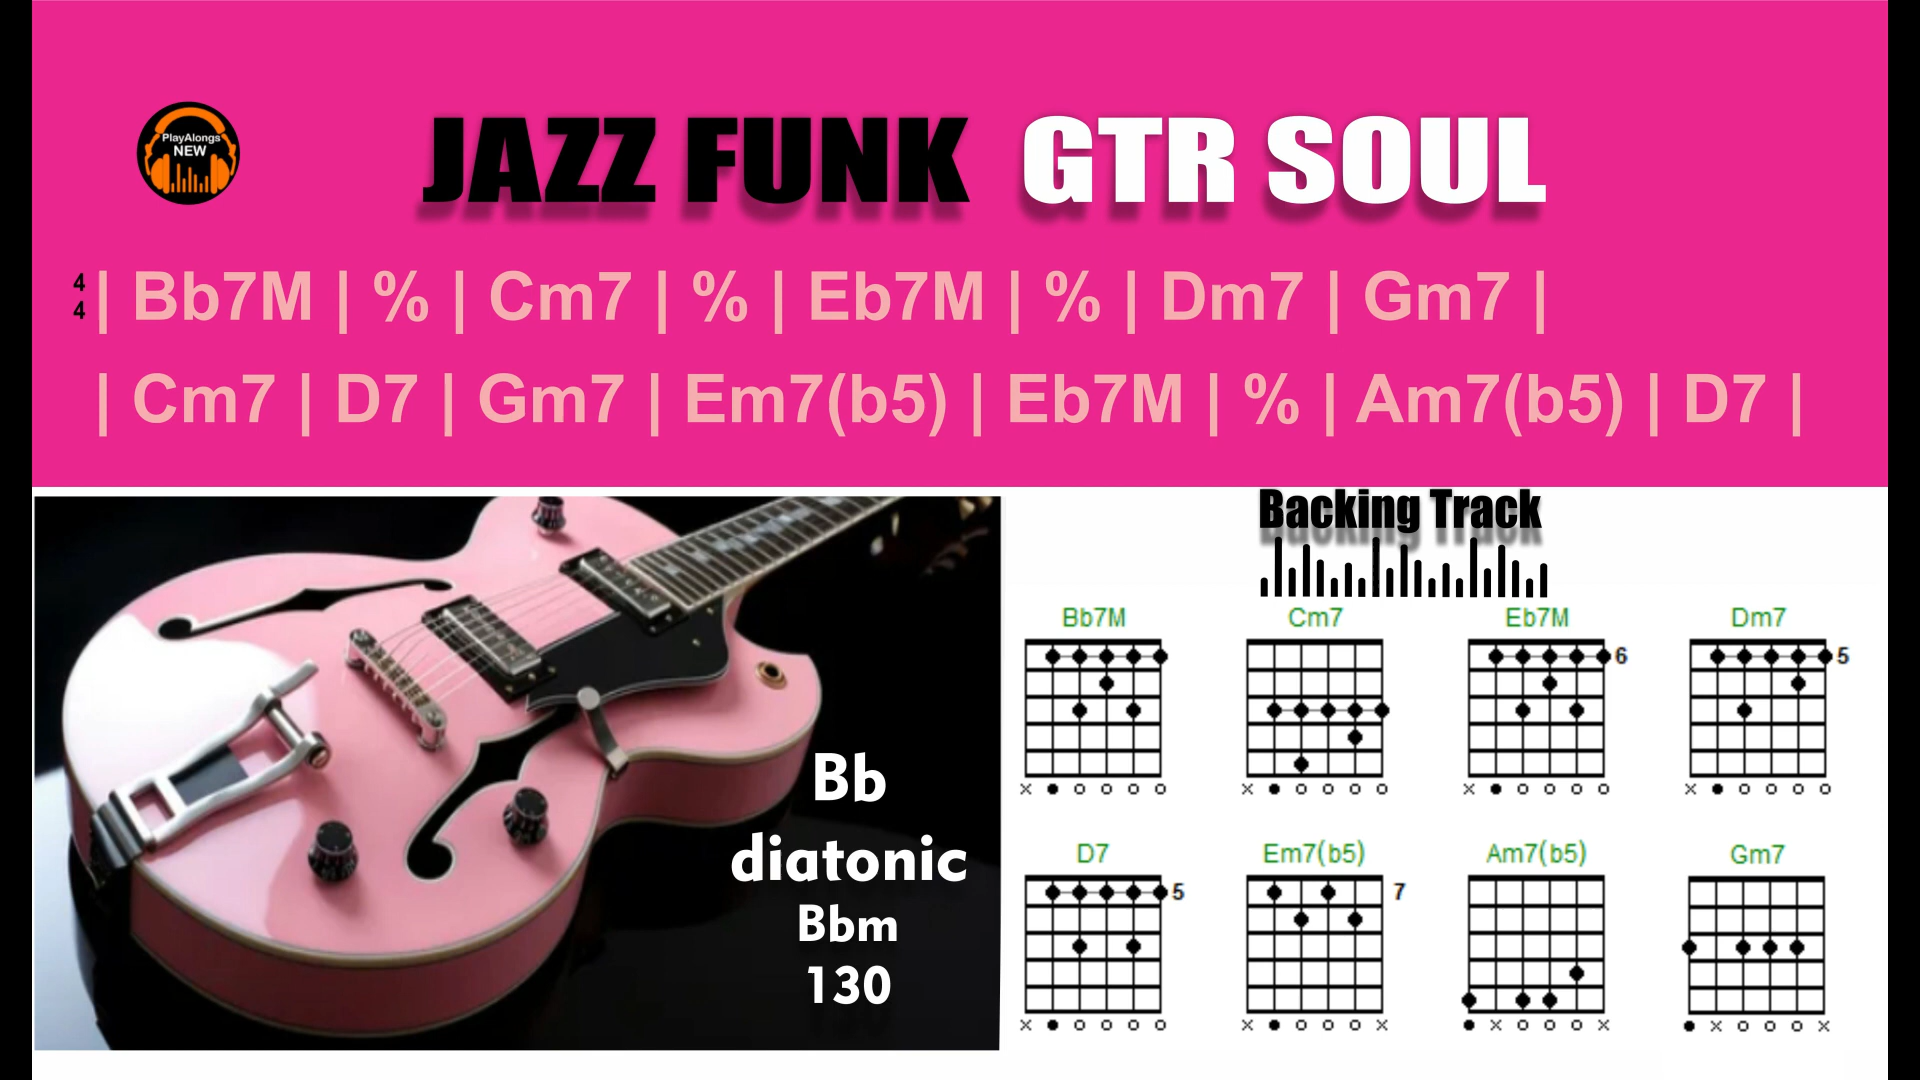 PlayAlongs
NEW
JAZZ FUNK GTR SOUL
4
4
| Bb7M | % | Cm7 | % | Eb7M | % | Dm7 | Gm7 |
| Cm7 | D7 | Gm7 | Em7(b5) | Eb7M | % | Am7(b5) | D7 |
Backing Track
Bb7M Cm7 Eb7M Dm7
6 5
x x x x
D7 Em7(b5) Am7(b5) Gm7
5 7
x x x x x x x
Bb
diatonic
Bbm
130